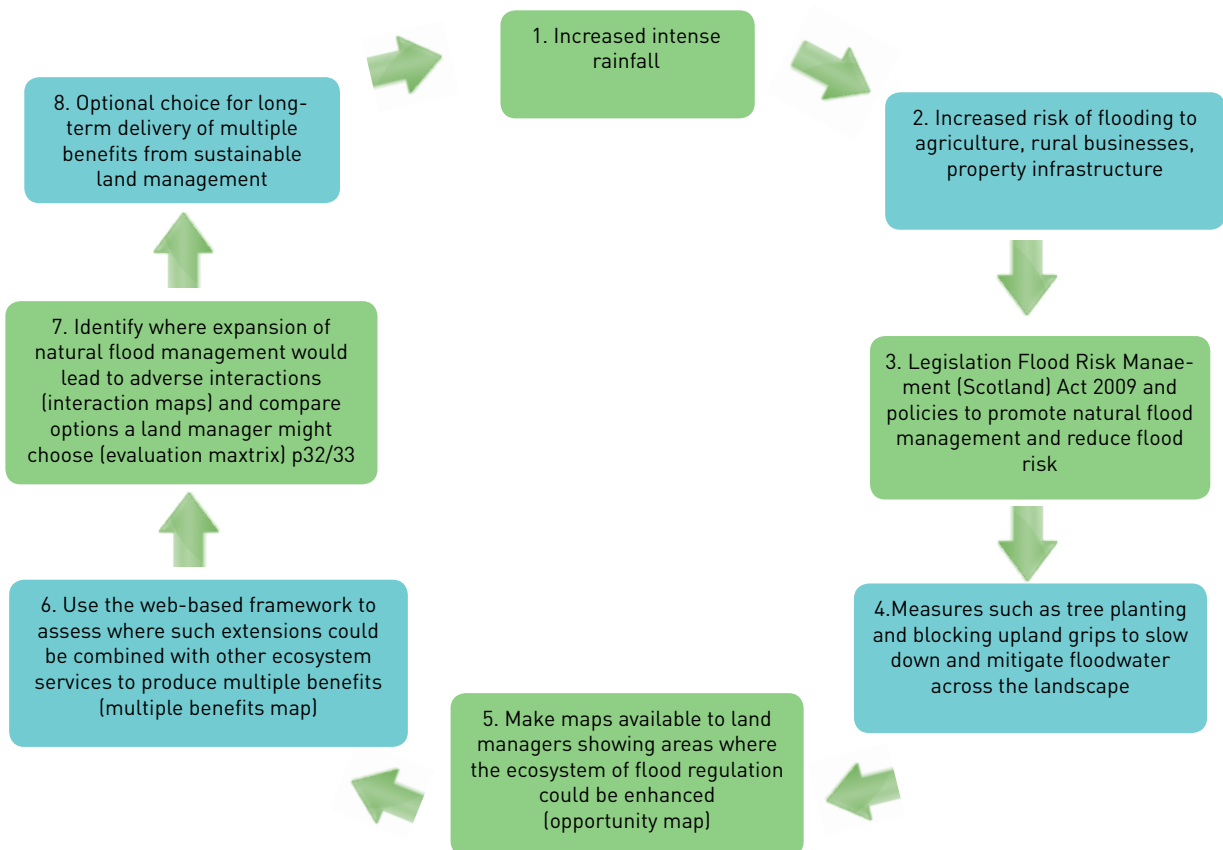 1. Increased intense
rainfall
2. Increased risk of flooding to
agriculture, rural businesses,
property infrastructure
3. Legislation Flood Risk Manae-
ment (Scotland) Act 2009 and
policies to promote natural flood
management and reduce flood
risk
4.Measures such as tree planting
and blocking upland grips to slow
down and mitigate floodwater
across the landscape
5. Make maps available to land
managers showing areas where
the ecosystem of flood regulation
could be enhanced
(opportunity map)
6. Use the web-based framework to
assess where such extensions could
be combined with other ecosystem
services to produce multiple benefits
(multiple benefits map)
7. Identify where expansion of
natural flood management would
lead to adverse interactions
(interaction maps) and compare
options a land manager might
choose (evaluation maxtrix) p32/33
8. Optional choice for long-
term delivery of multiple
benefits from sustainable
land management